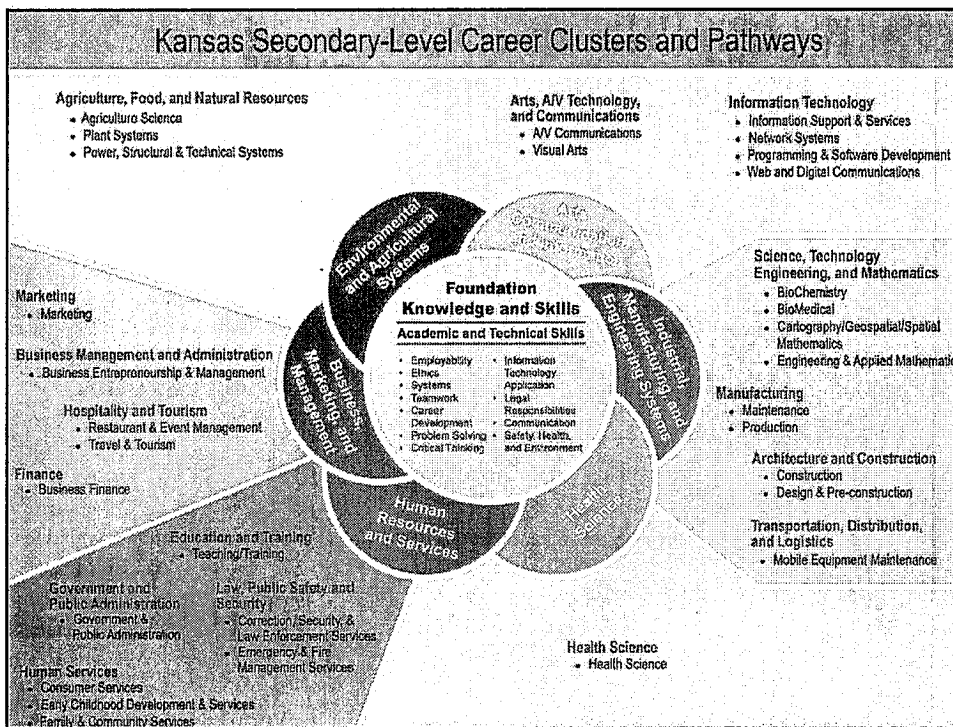 Kansas Secondary-Level Career Clusters and Pathways
Agriculture, Food, and Natural Resources
• Agriculture Science
• Plant Systems
• Power, Structural & Technical Systems
Arts, A/V Technology,
and Communications
• A/V Communications
• Visual Arts
Information Technology
• Information Support & Services
• Network Systems
• Programming & Software Development
• Web and Digital Communications
Environmental
and Agricultural
Systems
Foundation
Knowledge and Skills
Academic and Technical Skills
• Employability
• Ethics
• Systems
• Teamwork
• Career
Development
• Problem Solving
• Critical Thinking
• Information
Technology
Application
• Legal
Responsibilities
• Communication
• Safety, Health,
and Environment
Industrial,
Manufacturing, and
Engineering Systems
Health
Science
Human
Resources
and Services
Business,
Marketing, and
Management
Science, Technology
Engineering, and Mathematics
• BioChemistry
• BioMedical
• Cartography/Geospatial/Spatial
Mathematics
• Engineering & Applied Mathematic
Manufacturing
• Maintenance
• Production
Architecture and Construction
• Construction
• Design & Pre-construction
Transportation, Distribution,
and Logistics
• Mobile Equipment Maintenance
Marketing
• Marketing
Business Management and Administration
• Business Entrepreneurship & Management
Hospitality and Tourism
• Restaurant & Event Management
• Travel & Tourism
Finance
• Business Finance
Education and Training
• Teaching/Training
Government and
Public Administration
• Government &
Public Administration
Law, Public Safety and
Security
• Correction/Security &
Law Enforcement Services
• Emergency & Fire
Management Services
Human Services
• Consumer Services
• Early Childhood Development & Services
• Family & Community Services
Health Science
• Health Science